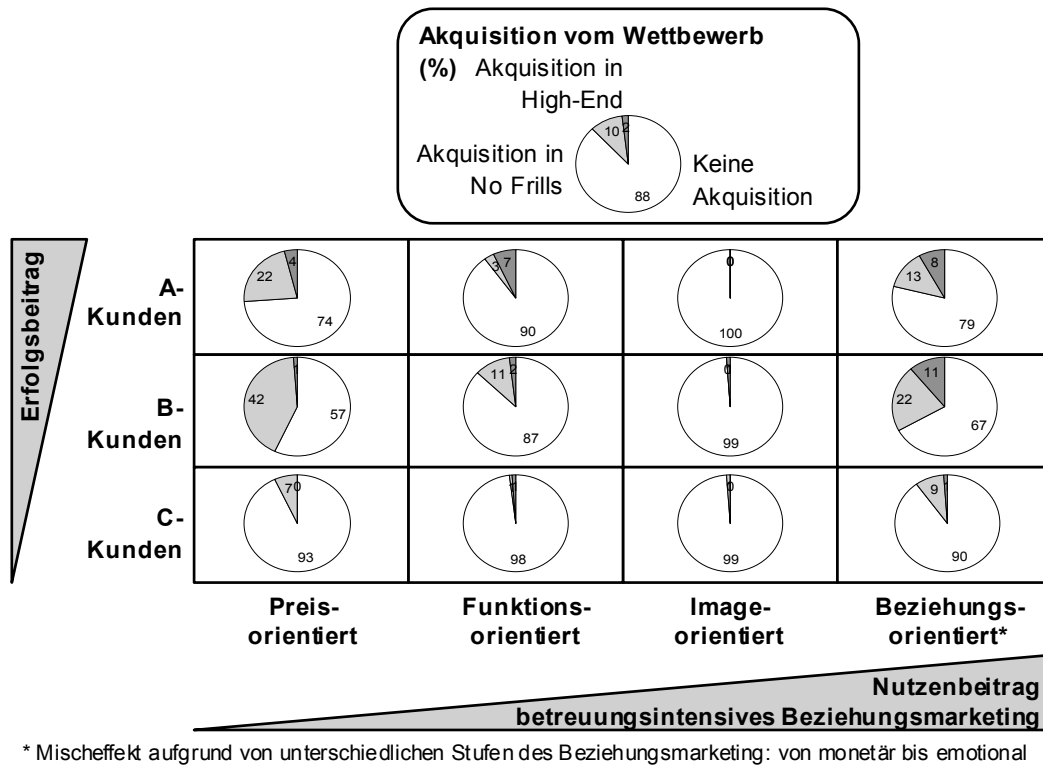 Akquisition vom Wettbewerb
(%) Akquisition in
High-End
10 2
Akquisition in
No Frills
Keine
Akquisition
88
Erfolgsbeitrag
A-
Kunden
22 4
74
3 7
90
0
100
13 8
79
B-
Kunden
42 1
57
11 2
87
0
99
22 11
67
C-
Kunden
7 0
93
1
98
0
99
9 1
90
Preis-
orientiert
Funktions-
orientiert
Image-
orientiert
Beziehungs-
orientiert*
Nutzenbeitrag
betreuungsintensives Beziehungsmarketing
* Mischeffekt aufgrund von unterschiedlichen Stufen des Beziehungsmarketing: von monetär bis emotional